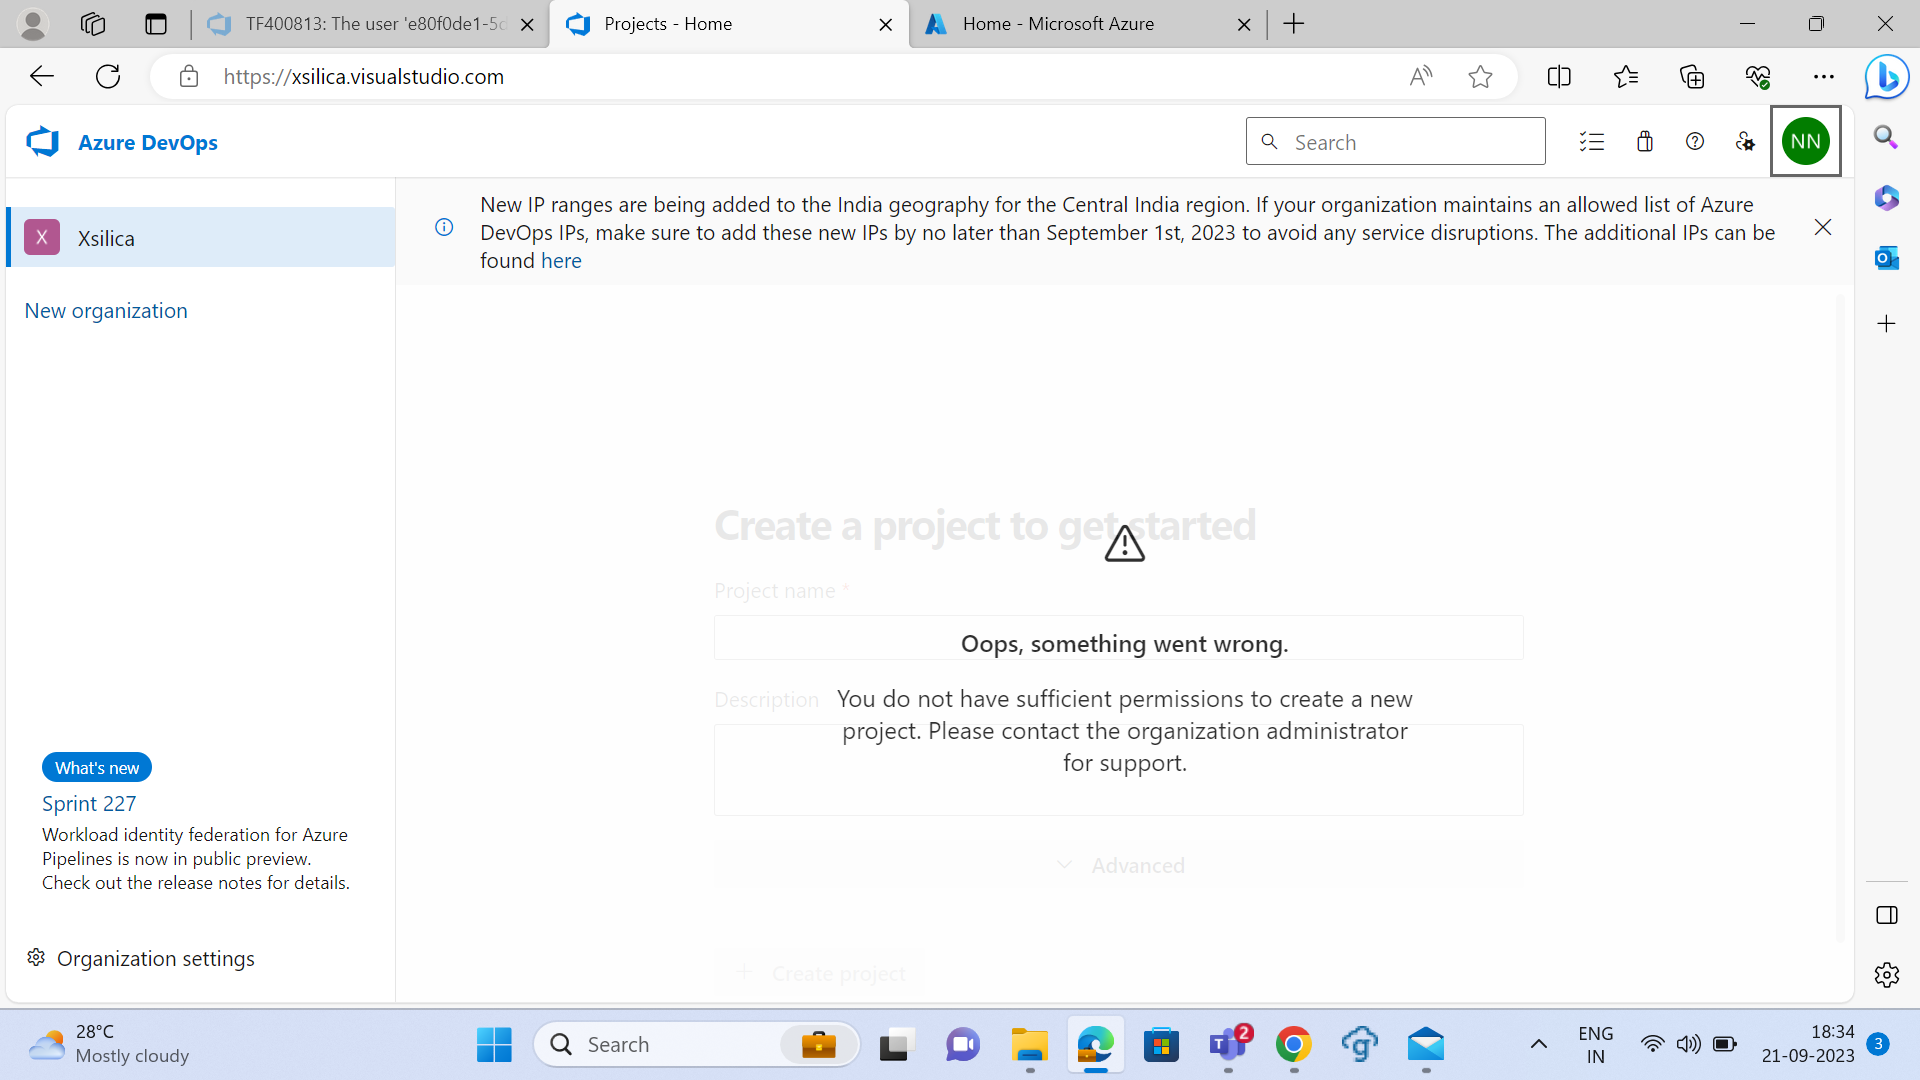 TF400813: The user 'e80f0de1-5d
Projects - Home
Home - Microsoft Azure
https://xsilica.visualstudio.com
Azure DevOps
Search
NN
X
Xsilica
New IP ranges are being added to the India geography for the Central India region. If your organization maintains an allowed list of Azure
DevOps IPs, make sure to add these new IPs by no later than September 1st, 2023 to avoid any service disruptions. The additional IPs can be
found here
New organization
Create a project to get started
Project name *
Oops, something went wrong.
Description
You do not have sufficient permissions to create a new
project. Please contact the organization administrator
for support.
Advanced
+ Create project
What's new
Sprint 227
Workload identity federation for Azure
Pipelines is now in public preview.
Check out the release notes for details.
Organization settings
28°C
Mostly cloudy
Search
2
ENG
IN
18:34
21-09-2023
3